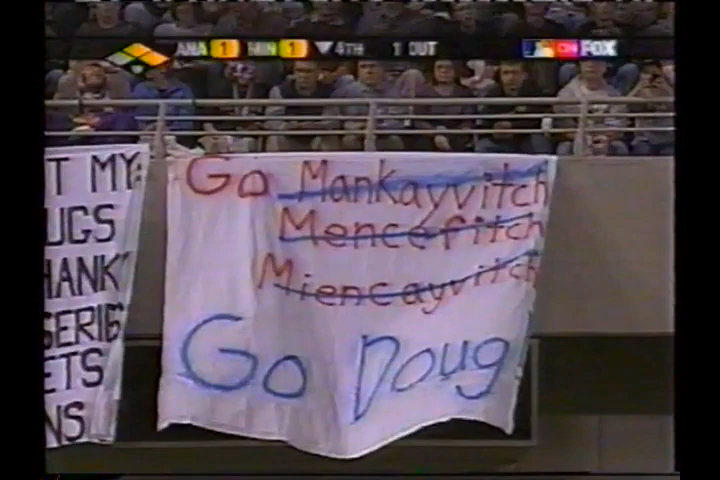 ANA 1 MIN 1 4TH 1 OUT FOX
T MY
UGS
HANK
SERIE
ETS
NS
Go Mankayvitch
Mencefitch
Miencayvitch
Go Doug